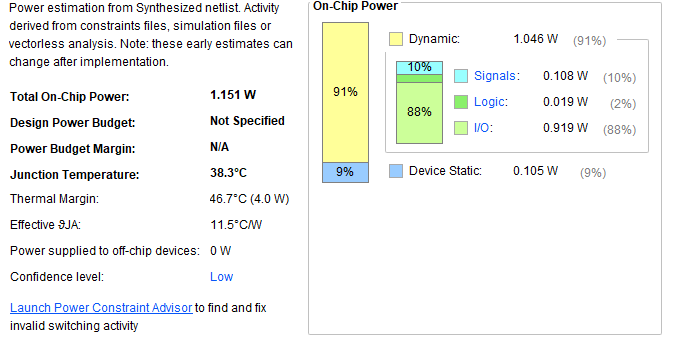 Power estimation from Synthesized netlist. Activity
derived from constraints files, simulation files or
vectorless analysis. Note: these early estimates can
change after implementation.
Total On-Chip Power: 1.151 W
Design Power Budget: Not Specified
Power Budget Margin: N/A
Junction Temperature: 38.3°C
Thermal Margin: 46.7°C (4.0 W)
Effective ϑJA: 11.5°C/W
Power supplied to off-chip devices: 0 W
Confidence level: Low
Launch Power Constraint Advisor to find and fix
invalid switching activity
On-Chip Power
91%
9%
Dynamic: 1.046 W (91%)
10%
88%
Signals: 0.108 W (10%)
Logic: 0.019 W (2%)
I/O: 0.919 W (88%)
Device Static: 0.105 W (9%)